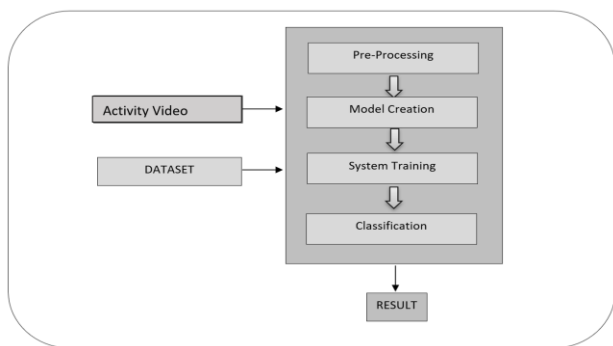 Pre-Processing
Activity Video
Model Creation
DATASET
System Training
Classification
RESULT